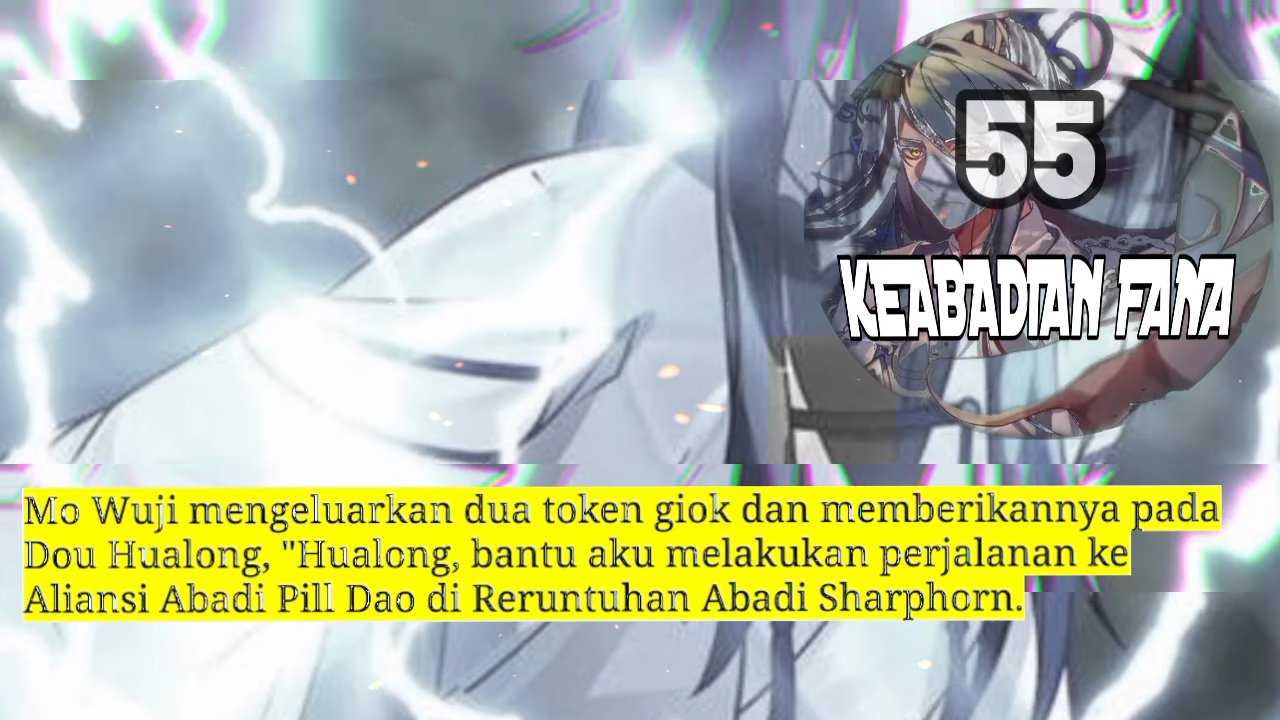 55
KEABADIAN FANA
Mo Wuji mengeluarkan dua token giok dan memberikannya pada
Dou Hualong, "Hualong, bantu aku melakukan perjalanan ke
Aliansi Abadi Pill Dao di Reruntuhan Abadi Sharphorn.